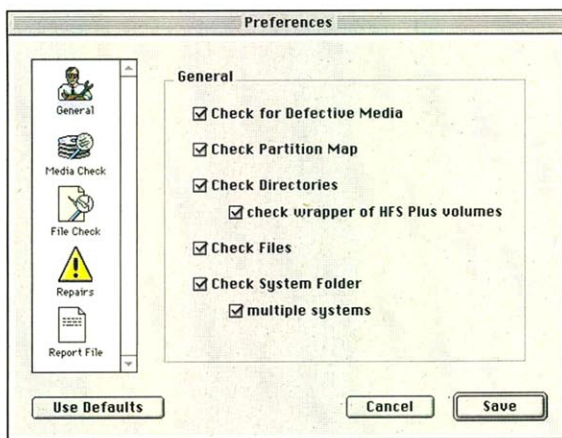 Preferences
General
Media Check
File Check
Repairs
Report File
General
Check for Defective Media
Check Partition Map
Check Directories
check wrapper of HFS Plus volumes
Check Files
Check System Folder
multiple systems
Use Defaults
Cancel
Save